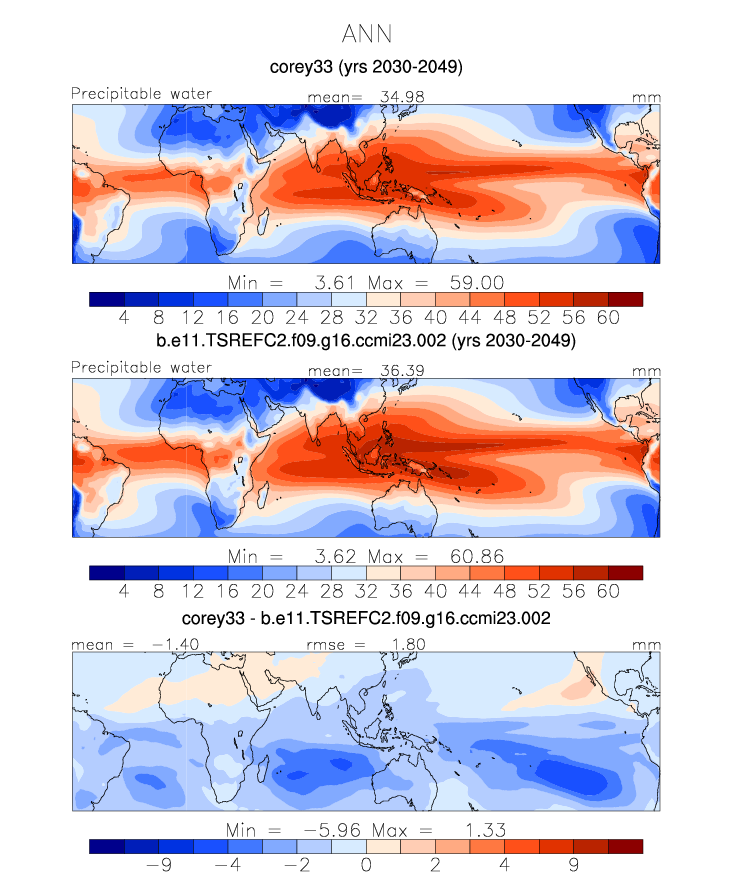 ANN
corey33 (yrs 2030-2049)
Precipitable water mean= 34.98 mm
Min = 3.61 Max = 59.00
4 8 12 16 20 24 28 32 36 40 44 48 52 56 60
b.e11.TSREFC2.f09.g16.ccmi23.002 (yrs 2030-2049)
Precipitable water mean= 36.39 mm
Min = 3.62 Max = 60.86
4 8 12 16 20 24 28 32 36 40 44 48 52 56 60
corey33 - b.e11.TSREFC2.f09.g16.ccmi23.002
mean = −1.40 rmse = 1.80 mm
Min = −5.96 Max = 1.33
−9 −4 −2 0 2 4 9